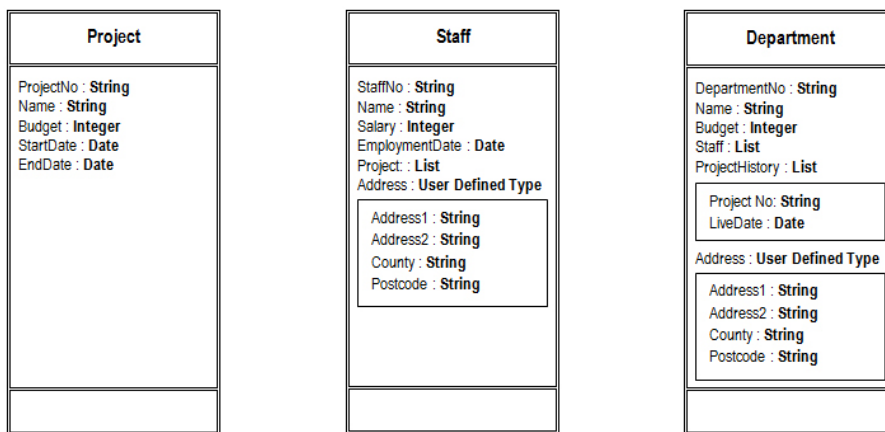 Project
ProjectNo : String
Name : String
Budget : Integer
StartDate : Date
EndDate : Date
Staff
StaffNo : String
Name : String
Salary : Integer
EmploymentDate : Date
Project: : List
Address : User Defined Type
Address1 : String
Address2 : String
County : String
Postcode : String
Department
DepartmentNo : String
Name : String
Budget : Integer
Staff : List
ProjectHistory : List
Project No: String
LiveDate : Date
Address : User Defined Type
Address1 : String
Address2 : String
County : String
Postcode : String